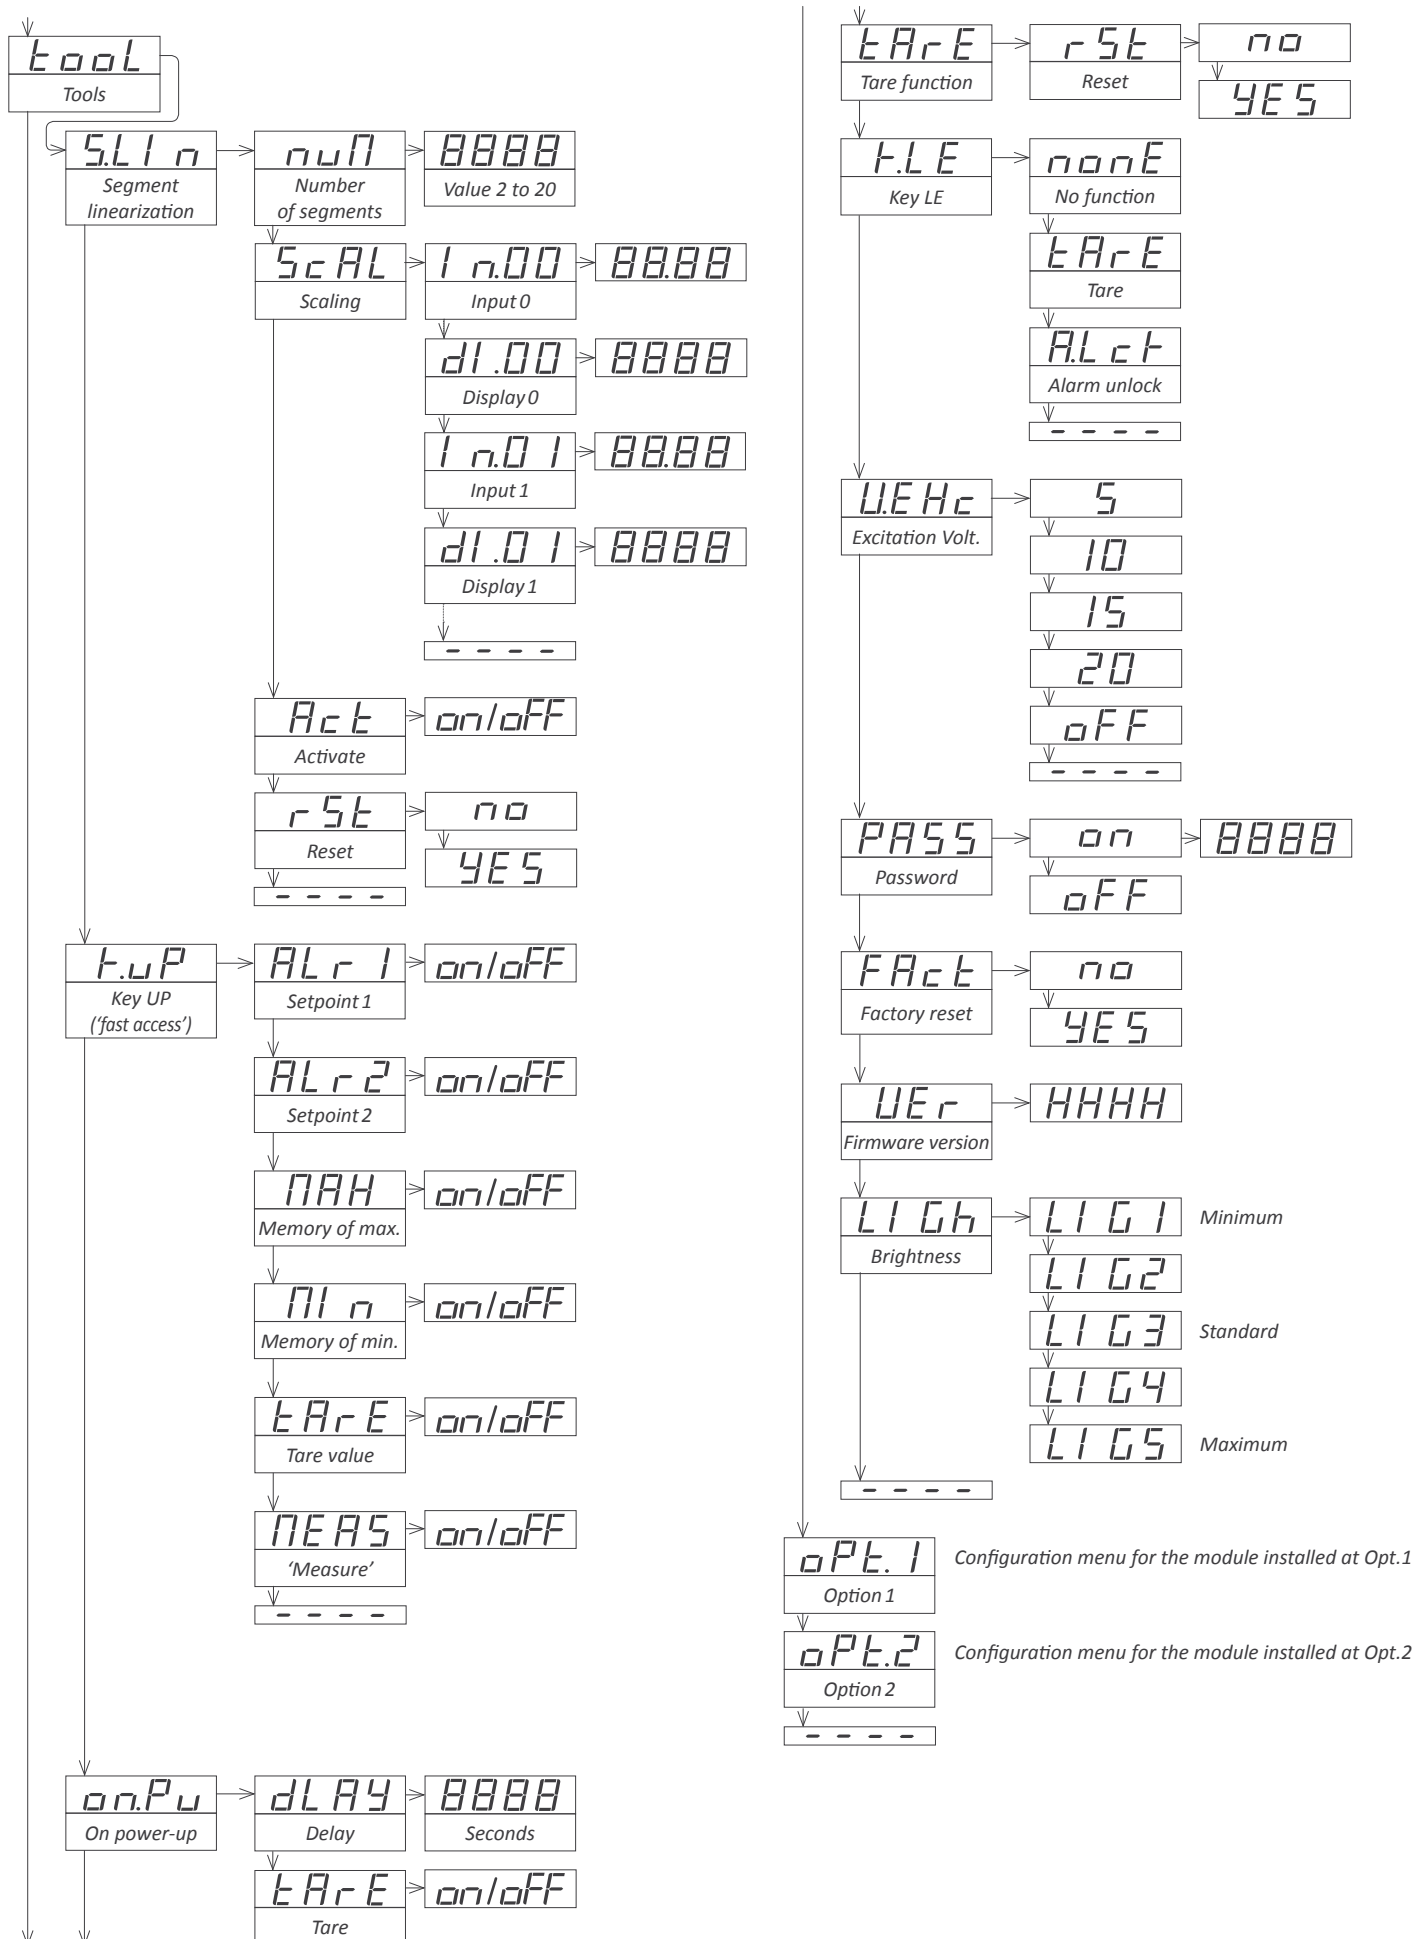 tool
Tools
S.LIn
Segment
linearization
nuM
Number
of segments
8888
Value 2 to 20
ScAL
Scaling
In.00
Input 0
88.88
dI.00
Display 0
8888
In.01
Input 1
88.88
dI.01
Display 1
8888
- - - -
Act
Activate
on/oFF
rSt
Reset
no
YES
- - - -
k.uP
Key UP
(‘fast access’)
ALr1
Setpoint 1
on/oFF
ALr2
Setpoint 2
on/oFF
MAH
Memory of max.
on/oFF
MIn
Memory of min.
on/oFF
tArE
Tare value
on/oFF
MEAS
‘Measure’
on/oFF
- - - -
on.Pu
On power-up
dLAY
Delay
8888
Seconds
tArE
Tare
on/oFF
tArE
Tare function
rSt
Reset
no
YES
k.LE
Key LE
nonE
No function
tArE
Tare
A.Lck
Alarm unlock
- - - -
V.EHc
Excitation Volt.
5
10
15
20
oFF
- - - -
PASS
Password
on
8888
oFF
FAct
Factory reset
no
YES
VEr
Firmware version
HHHH
LIGh
Brightness
LIG1
Minimum
LIG2
LIG3
Standard
LIG4
LIG5
Maximum
- - - -
oPt.1
Option 1
Configuration menu for the module installed at Opt.1
oPt.2
Option 2
Configuration menu for the module installed at Opt.2
- - - -